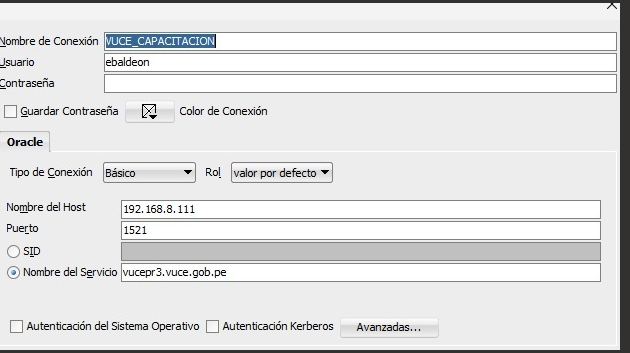 Nombre de Conexión VUCE_CAPACITACION
Usuario ebaldeon
Contraseña
Guardar Contraseña Color de Conexión
Oracle
Tipo de Conexión Básico Rol valor por defecto
Nombre del Host 192.168.8.111
Puerto 1521
SID
Nombre del Servicio vucepr3.vuce.gob.pe
Autenticación del Sistema Operativo Autenticación Kerberos Avanzadas...